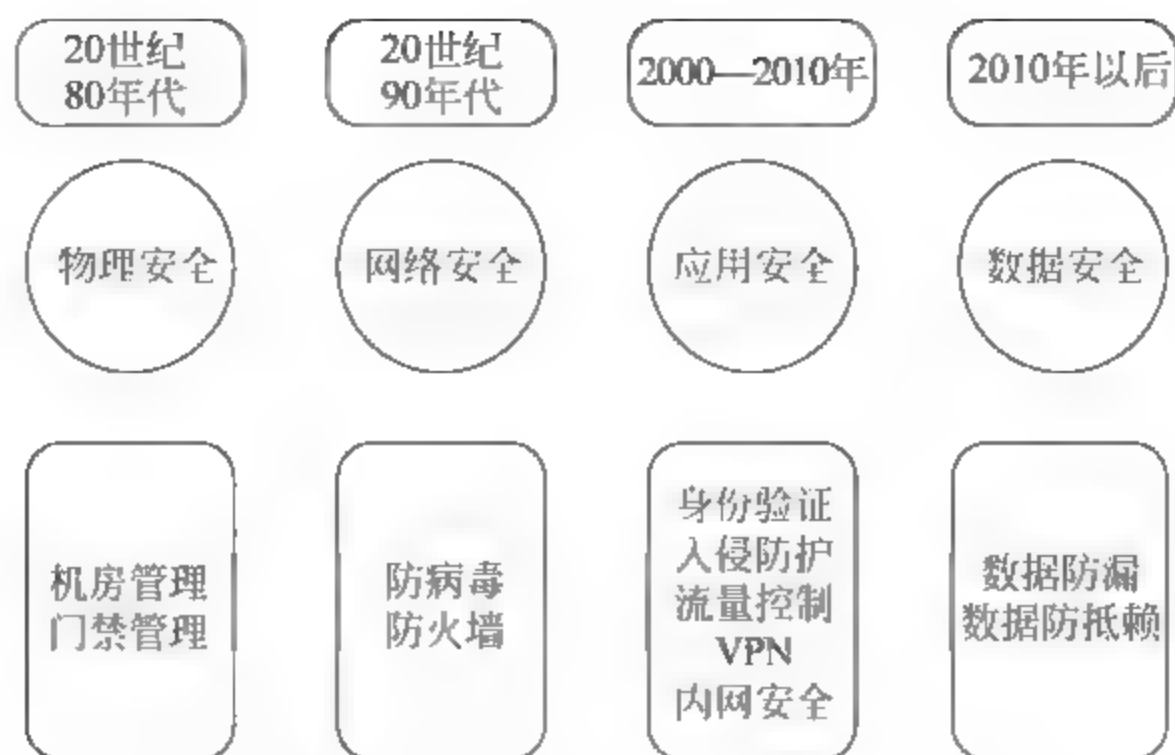 20世纪
80年代
20世纪
90年代
2000—2010年
2010年以后
物理安全
网络安全
应用安全
数据安全
机房管理
门禁管理
防病毒
防火墙
身份验证
入侵防护
流量控制
VPN
内网安全
数据防漏
数据防抵赖